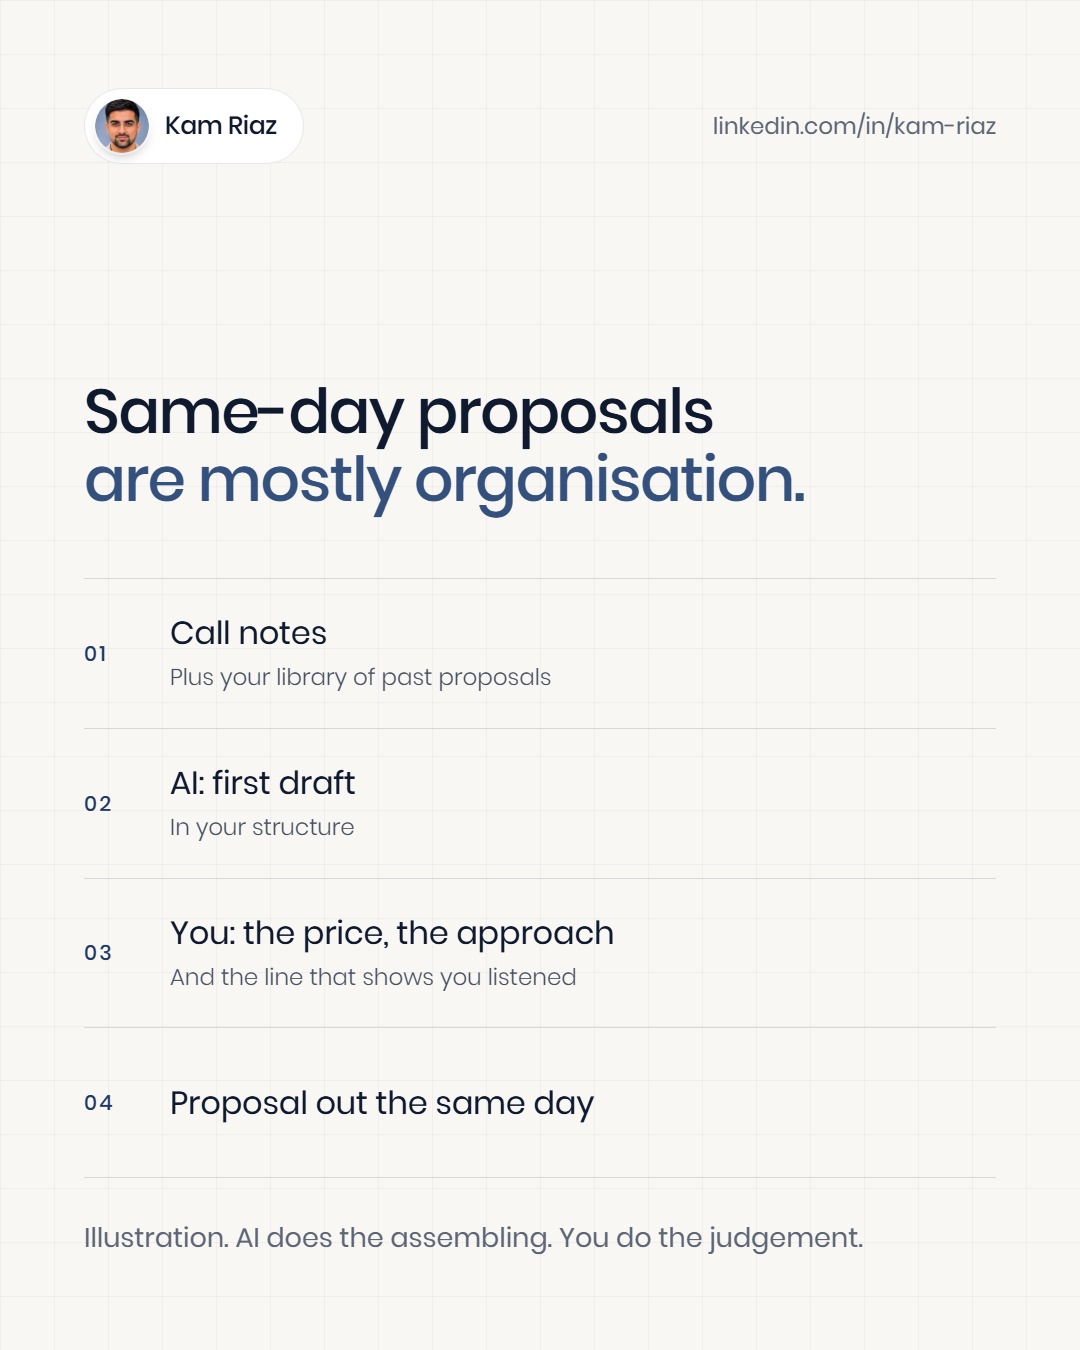 Kam Riaz
linkedin.com/in/kam-riaz
Same-day proposals
are mostly organisation.
01
Call notes
Plus your library of past proposals
02
AI: first draft
In your structure
03
You: the price, the approach
And the line that shows you listened
04
Proposal out the same day
Illustration. AI does the assembling. You do the judgement.